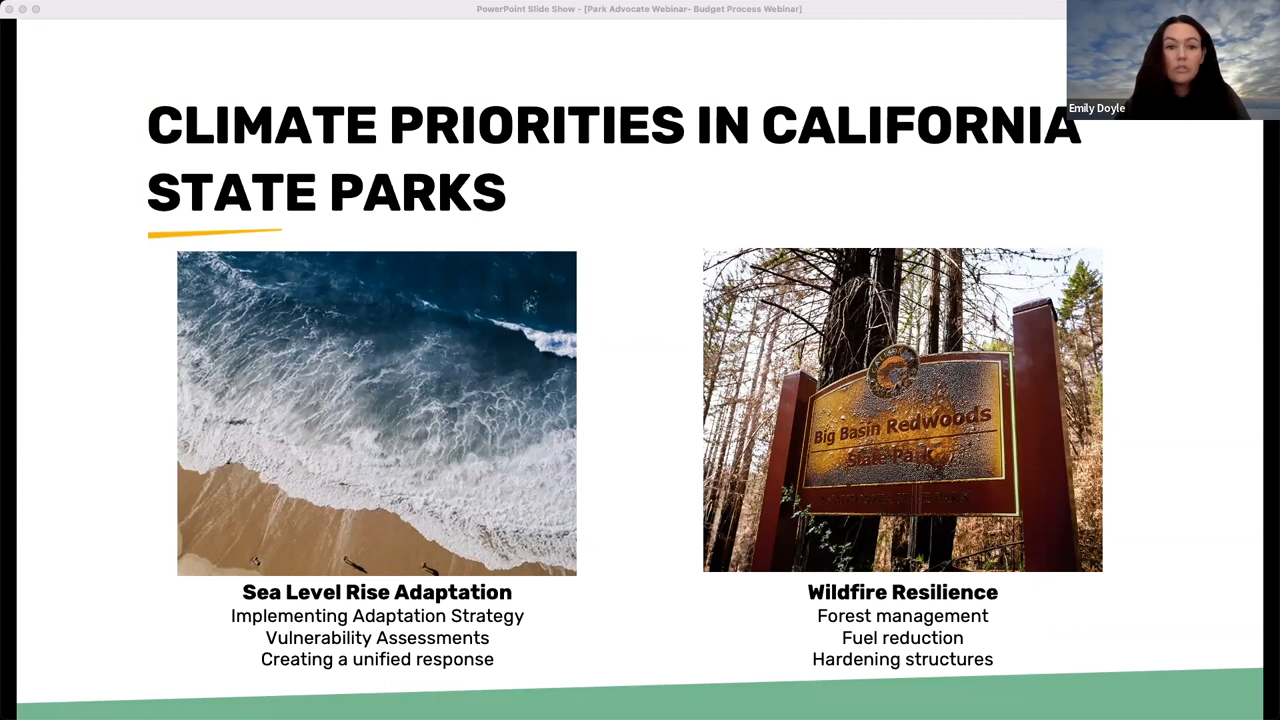 PowerPoint Slide Show - [Park Advocate Webinar- Budget Process Webinar]
Emily Doyle
CLIMATE PRIORITIES IN CALIFORNIA
STATE PARKS
Big Basin Redwoods
State Park
Sea Level Rise Adaptation
Implementing Adaptation Strategy
Vulnerability Assessments
Creating a unified response
Wildfire Resilience
Forest management
Fuel reduction
Hardening structures